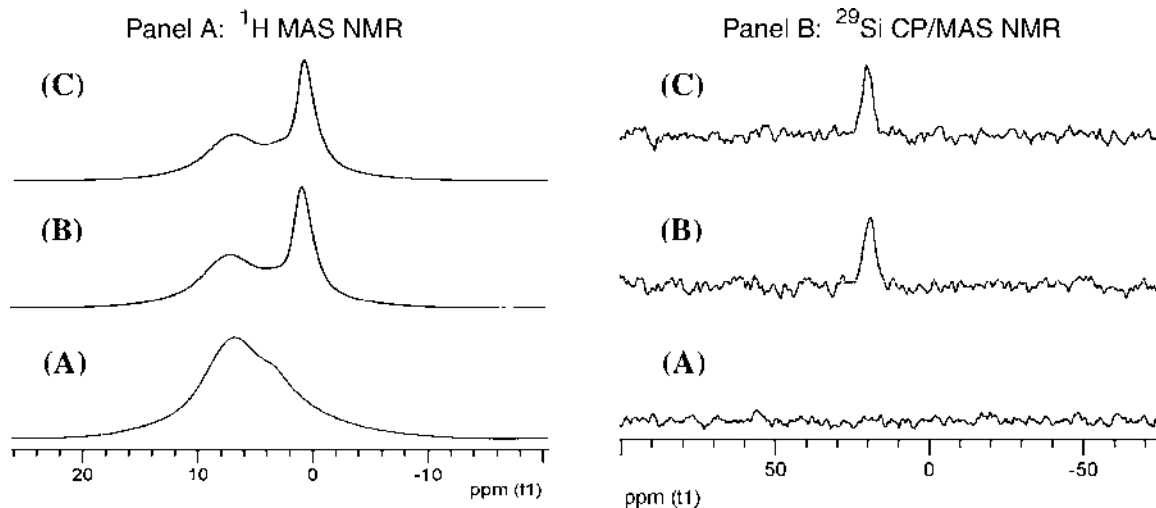 Panel A: ¹H MAS NMR
(C)
(B)
(A)
20 10 0 -10
ppm (t1)
Panel B: ²⁹Si CP/MAS NMR
(C)
(B)
(A)
50 0 -50
ppm (t1)